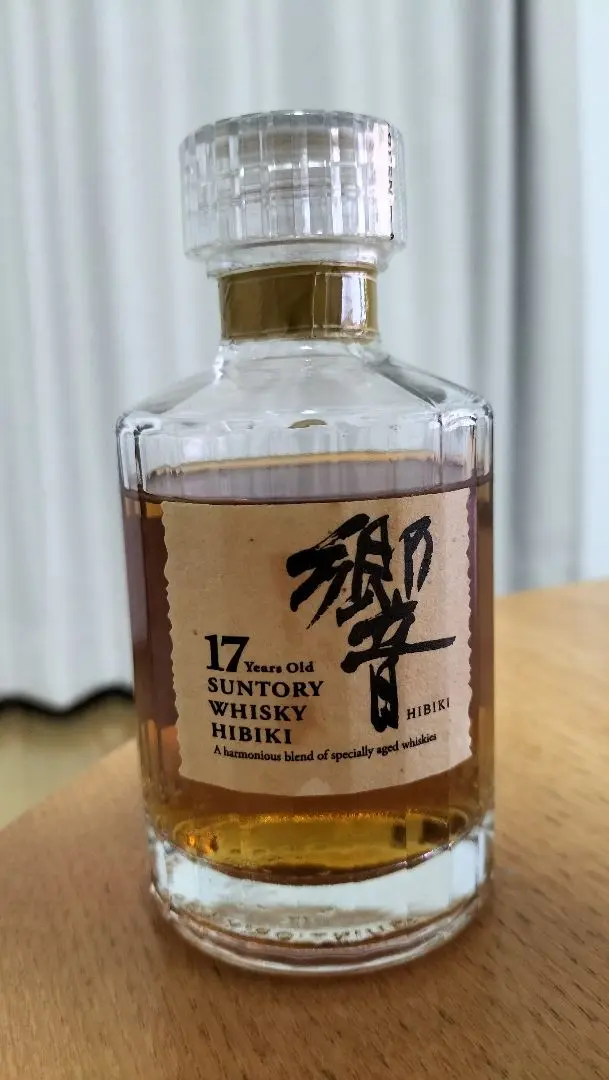 響
17 Years Old
SUNTORY
WHISKY
HIBIKI
HIBIKI
A harmonious blend of specially aged whiskies